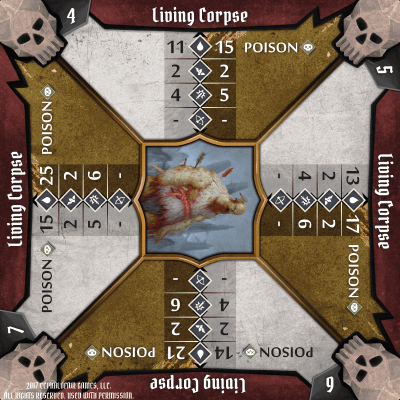 4
Living Corpse
11 15 POISON
2 2
4 5
- -
5
Living Corpse
13 17 POISON
2 2
4 6
- -
6
Living Corpse
POISON 14 21 POISON
2 2
4 6
- -
7
Living Corpse
POISON 15 25 POISON
2 2
5 6
- -
2017 CEPHALOFAIR GAMES, LLC.
ALL RIGHTS RESERVED. USED WITH PERMISSION.